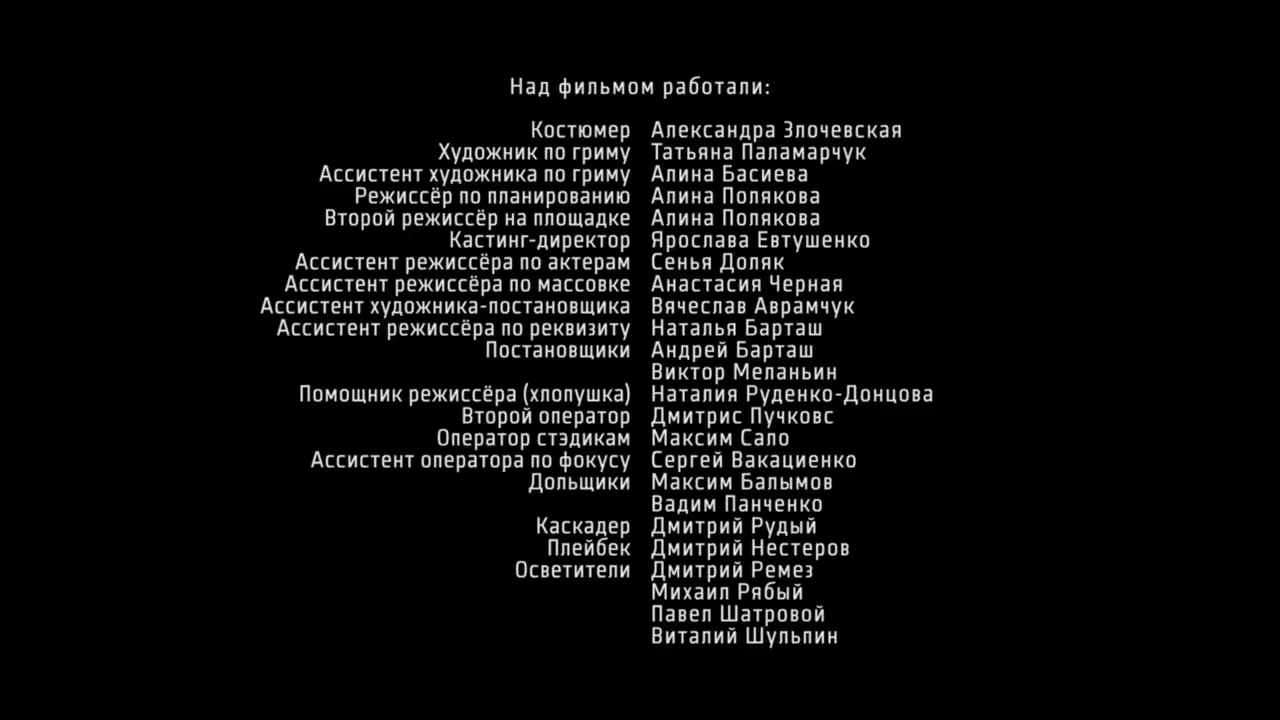 Над фильмом работали:
Костюмер Александра Злочевская
Художник по гриму Татьяна Паламарчук
Ассистент художника по гриму Алина Басиева
Режиссёр по планированию Алина Полякова
Второй режиссёр на площадке Алина Полякова
Кастинг-директор Ярослава Евтушенко
Ассистент режиссёра по актерам Сенья Доляк
Ассистент режиссёра по массовке Анастасия Черная
Ассистент художника-постановщика Вячеслав Аврамчук
Ассистент режиссёра по реквизиту Наталья Барташ
Постановщики Андрей Барташ
Виктор Меланьин
Помощник режиссёра (хлопушка) Наталия Руденко-Донцова
Второй оператор Дмитрис Пучковс
Оператор стэдикам Максим Сало
Ассистент оператора по фокусу Сергей Вакациенко
Дольщики Максим Балымов
Вадим Панченко
Каскадер Дмитрий Рудый
Плейбек Дмитрий Нестеров
Осветители Дмитрий Ремез
Михаил Рябый
Павел Шатровой
Виталий Шульпин